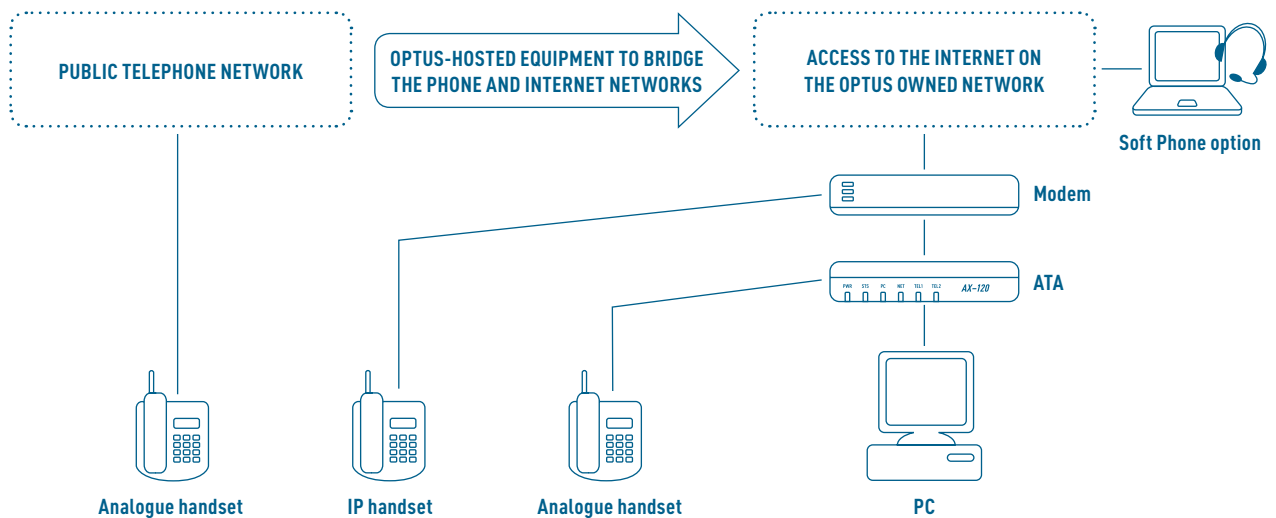 PUBLIC TELEPHONE NETWORK
OPTUS-HOSTED EQUIPMENT TO BRIDGE
THE PHONE AND INTERNET NETWORKS
ACCESS TO THE INTERNET ON
THE OPTUS OWNED NETWORK
Soft Phone option
Modem
ATA
PWR STS PC NET TEL1 TEL2 AX-120
Analogue handset
IP handset
Analogue handset
PC